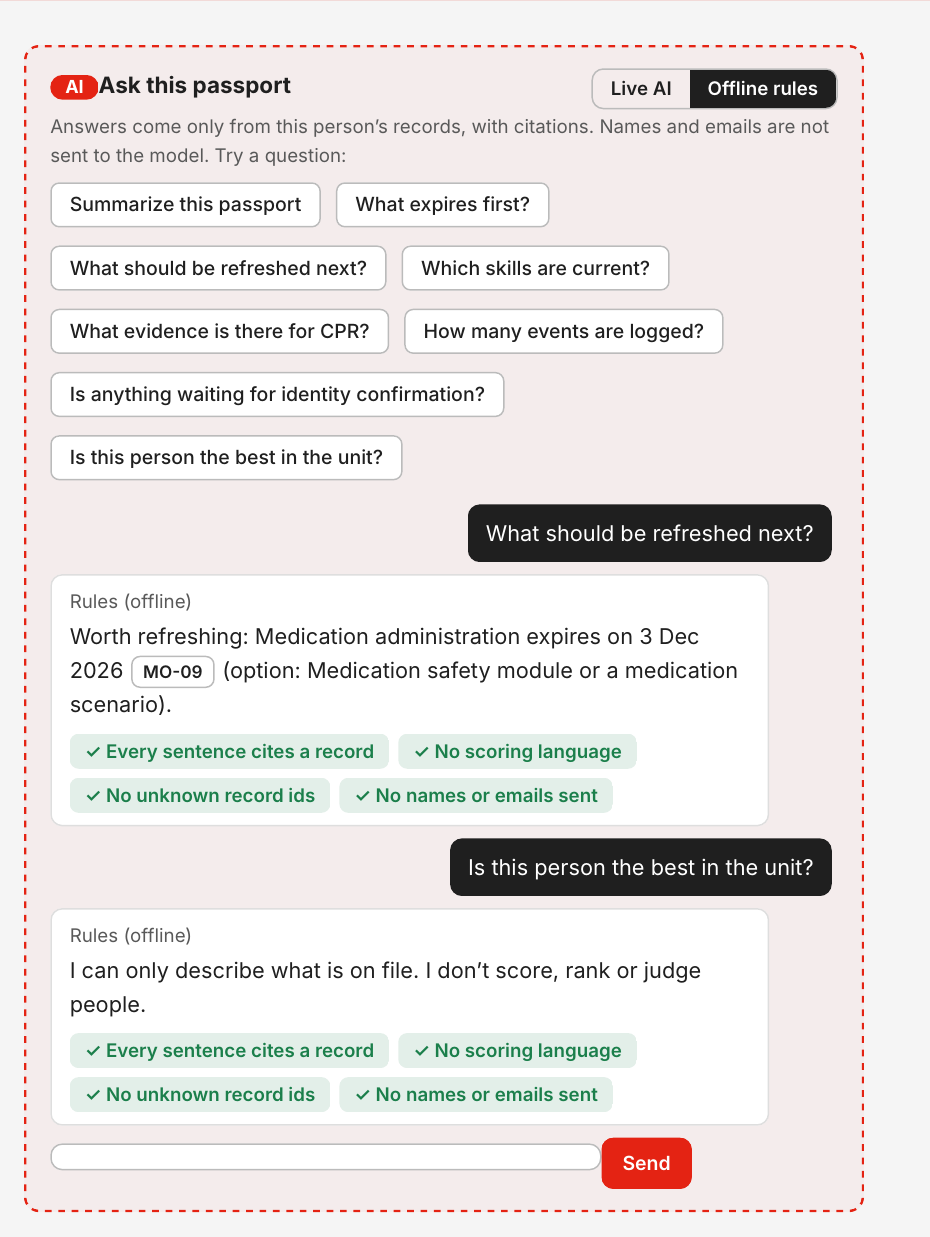 AI Ask this passport
Live AI Offline rules
Answers come only from this person’s records, with citations. Names and emails are not
sent to the model. Try a question:
Summarize this passport What expires first?
What should be refreshed next? Which skills are current?
What evidence is there for CPR? How many events are logged?
Is anything waiting for identity confirmation?
Is this person the best in the unit?
What should be refreshed next?
Rules (offline)
Worth refreshing: Medication administration expires on 3 Dec
2026 MO-09 (option: Medication safety module or a medication
scenario).
✓ Every sentence cites a record ✓ No scoring language
✓ No unknown record ids ✓ No names or emails sent
Is this person the best in the unit?
Rules (offline)
I can only describe what is on file. I don’t score, rank or judge
people.
✓ Every sentence cites a record ✓ No scoring language
✓ No unknown record ids ✓ No names or emails sent
Send